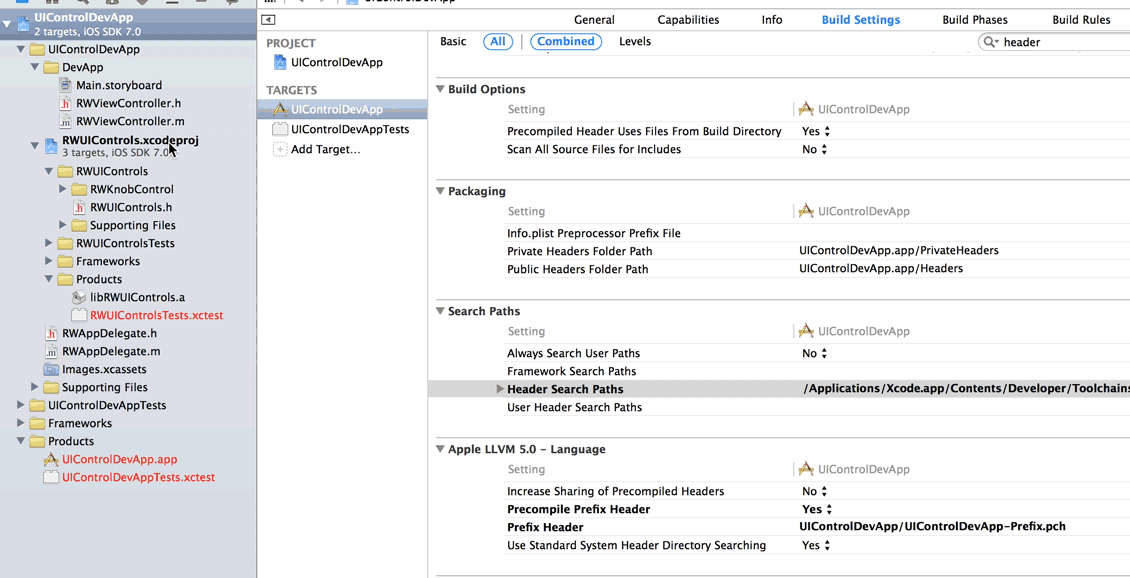 UIControlDevApp
2 targets, iOS SDK 7.0
UIControlDevApp
DevApp
Main.storyboard
RWViewController.h
RWViewController.m
RWUIControls.xcodeproj
3 targets, iOS SDK 7.0
RWUIControls
RWKnobControl
RWUIControls.h
Supporting Files
RWUIControlsTests
Frameworks
Products
libRWUIControls.a
RWUIControlsTests.xctest
RWAppDelegate.h
RWAppDelegate.m
Images.xcassets
Supporting Files
UIControlDevAppTests
Frameworks
Products
UIControlDevApp.app
UIControlDevAppTests.xctest
UIControlDevApp
General Capabilities Info Build Settings Build Phases Build Rules
PROJECT
UIControlDevApp
TARGETS
UIControlDevApp
UIControlDevAppTests
Add Target...
Basic All Combined Levels header
Build Options
Setting UIControlDevApp
Precompiled Header Uses Files From Build Directory Yes
Scan All Source Files for Includes No
Packaging
Setting UIControlDevApp
Info.plist Preprocessor Prefix File
Private Headers Folder Path UIControlDevApp.app/PrivateHeaders
Public Headers Folder Path UIControlDevApp.app/Headers
Search Paths
Setting UIControlDevApp
Always Search User Paths No
Framework Search Paths
Header Search Paths /Applications/Xcode.app/Contents/Developer/Toolchains
User Header Search Paths
Apple LLVM 5.0 - Language
Setting UIControlDevApp
Increase Sharing of Precompiled Headers No
Precompile Prefix Header Yes
Prefix Header UIControlDevApp/UIControlDevApp-Prefix.pch
Use Standard System Header Directory Searching Yes